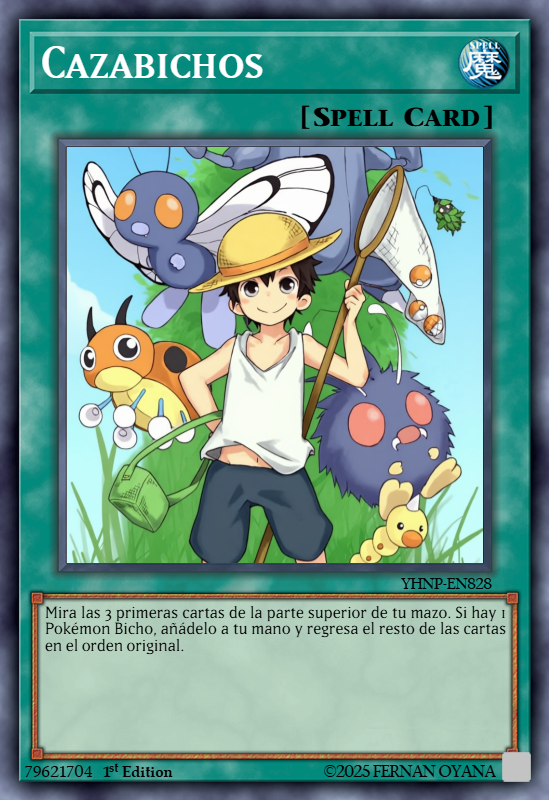 Cazabichos
SPELL
魔
[Spell Card]
YHNP-EN828
Mira las 3 primeras cartas de la parte superior de tu mazo. Si hay 1
Pokémon Bicho, añádelo a tu mano y regresa el resto de las cartas
en el orden original.
79621704 1st Edition ©2025 FERNAN OYANA